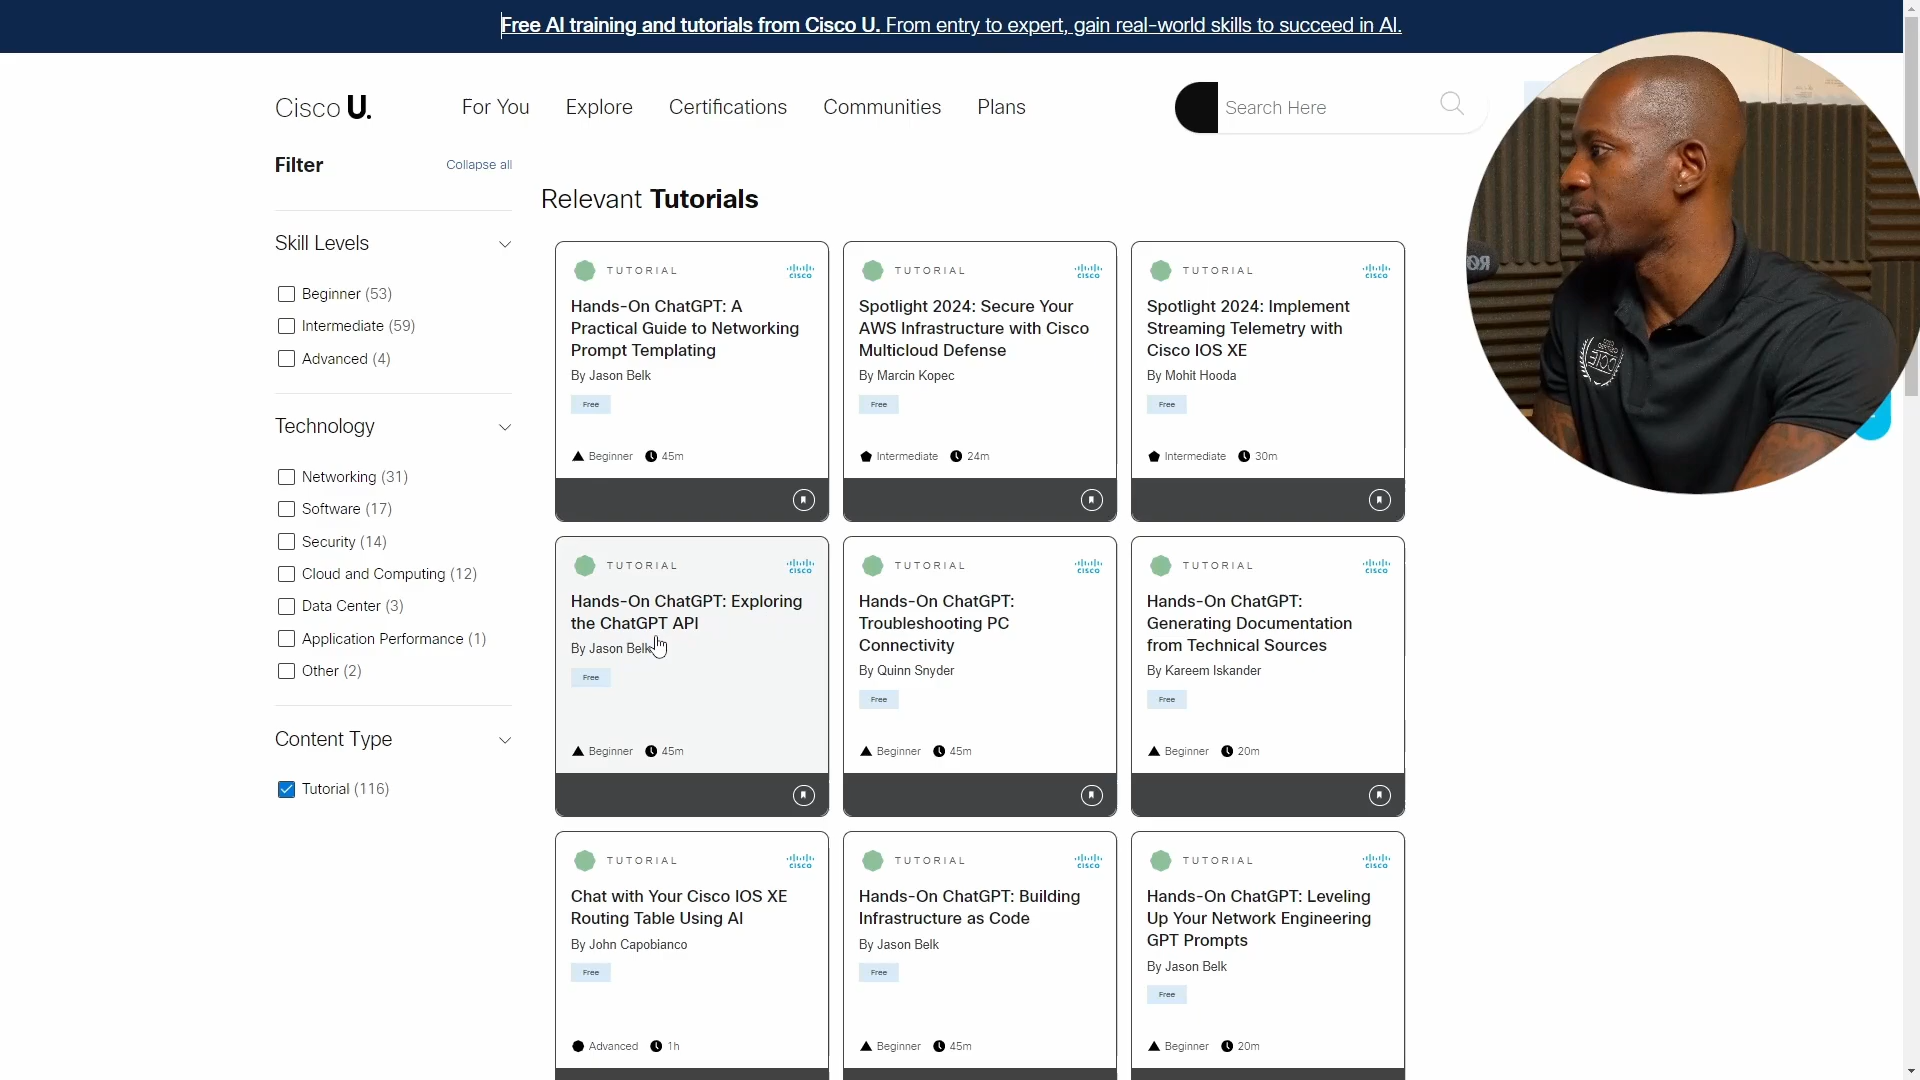 Free AI training and tutorials from Cisco U. From entry to expert, gain real-world skills to succeed in AI.
Cisco U.
For You
Explore
Certifications
Communities
Plans
Search Here
Filter
Collapse all
Skill Levels
Beginner (53)
Intermediate (59)
Advanced (4)
Technology
Networking (31)
Software (17)
Security (14)
Cloud and Computing (12)
Data Center (3)
Application Performance (1)
Other (2)
Content Type
Tutorial (116)
Relevant Tutorials
TUTORIAL
CISCO
Hands-On ChatGPT: A
Practical Guide to Networking
Prompt Templating
By Jason Belk
Free
Beginner 45m
TUTORIAL
CISCO
Spotlight 2024: Secure Your
AWS Infrastructure with Cisco
Multicloud Defense
By Marcin Kopec
Free
Intermediate 24m
TUTORIAL
CISCO
Spotlight 2024: Implement
Streaming Telemetry with
Cisco IOS XE
By Mohit Hooda
Free
Intermediate 30m
TUTORIAL
CISCO
Hands-On ChatGPT: Exploring
the ChatGPT API
By Jason Belk
Free
Beginner 45m
TUTORIAL
CISCO
Hands-On ChatGPT:
Troubleshooting PC
Connectivity
By Quinn Snyder
Free
Beginner 45m
TUTORIAL
CISCO
Hands-On ChatGPT:
Generating Documentation
from Technical Sources
By Kareem Iskander
Free
Beginner 20m
TUTORIAL
CISCO
Chat with Your Cisco IOS XE
Routing Table Using AI
By John Capobianco
Free
Advanced 1h
TUTORIAL
CISCO
Hands-On ChatGPT: Building
Infrastructure as Code
By Jason Belk
Free
Beginner 45m
TUTORIAL
CISCO
Hands-On ChatGPT: Leveling
Up Your Network Engineering
GPT Prompts
By Jason Belk
Free
Beginner 20m
CCIE